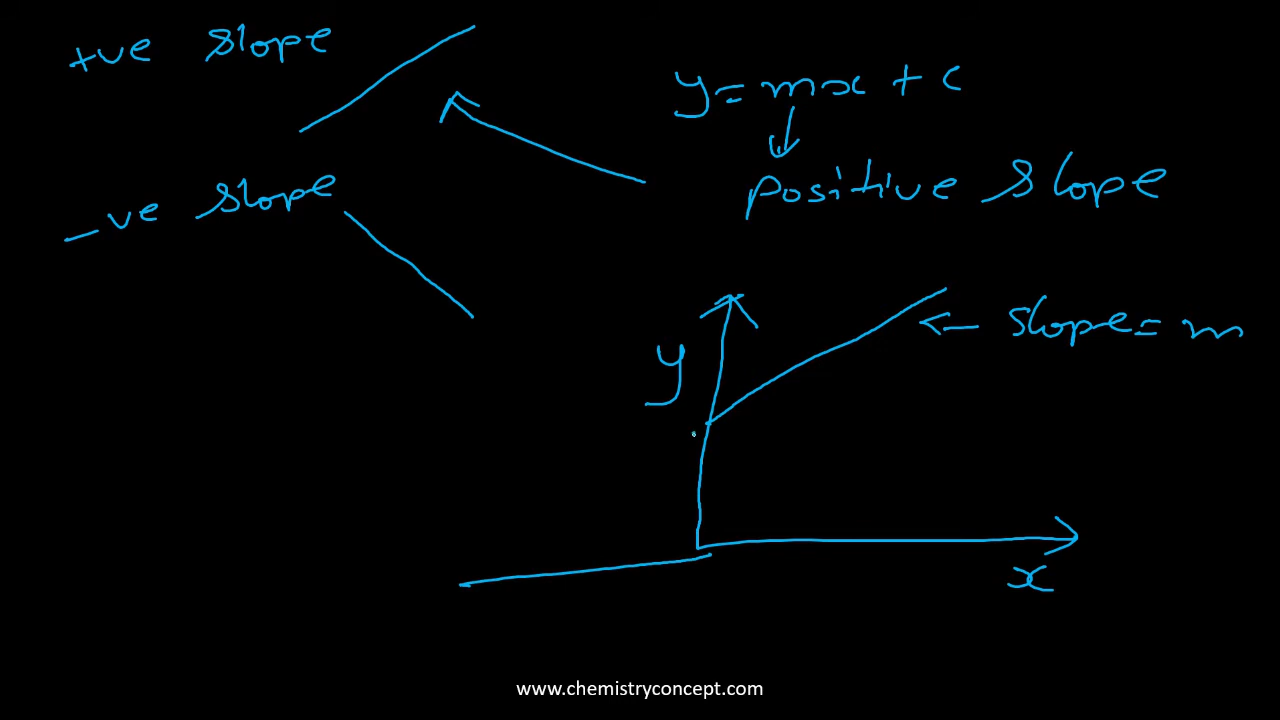 +ve slope
y = mx + c
positive slope
-ve slope
y
slope = m
x
www.chemistryconcept.com